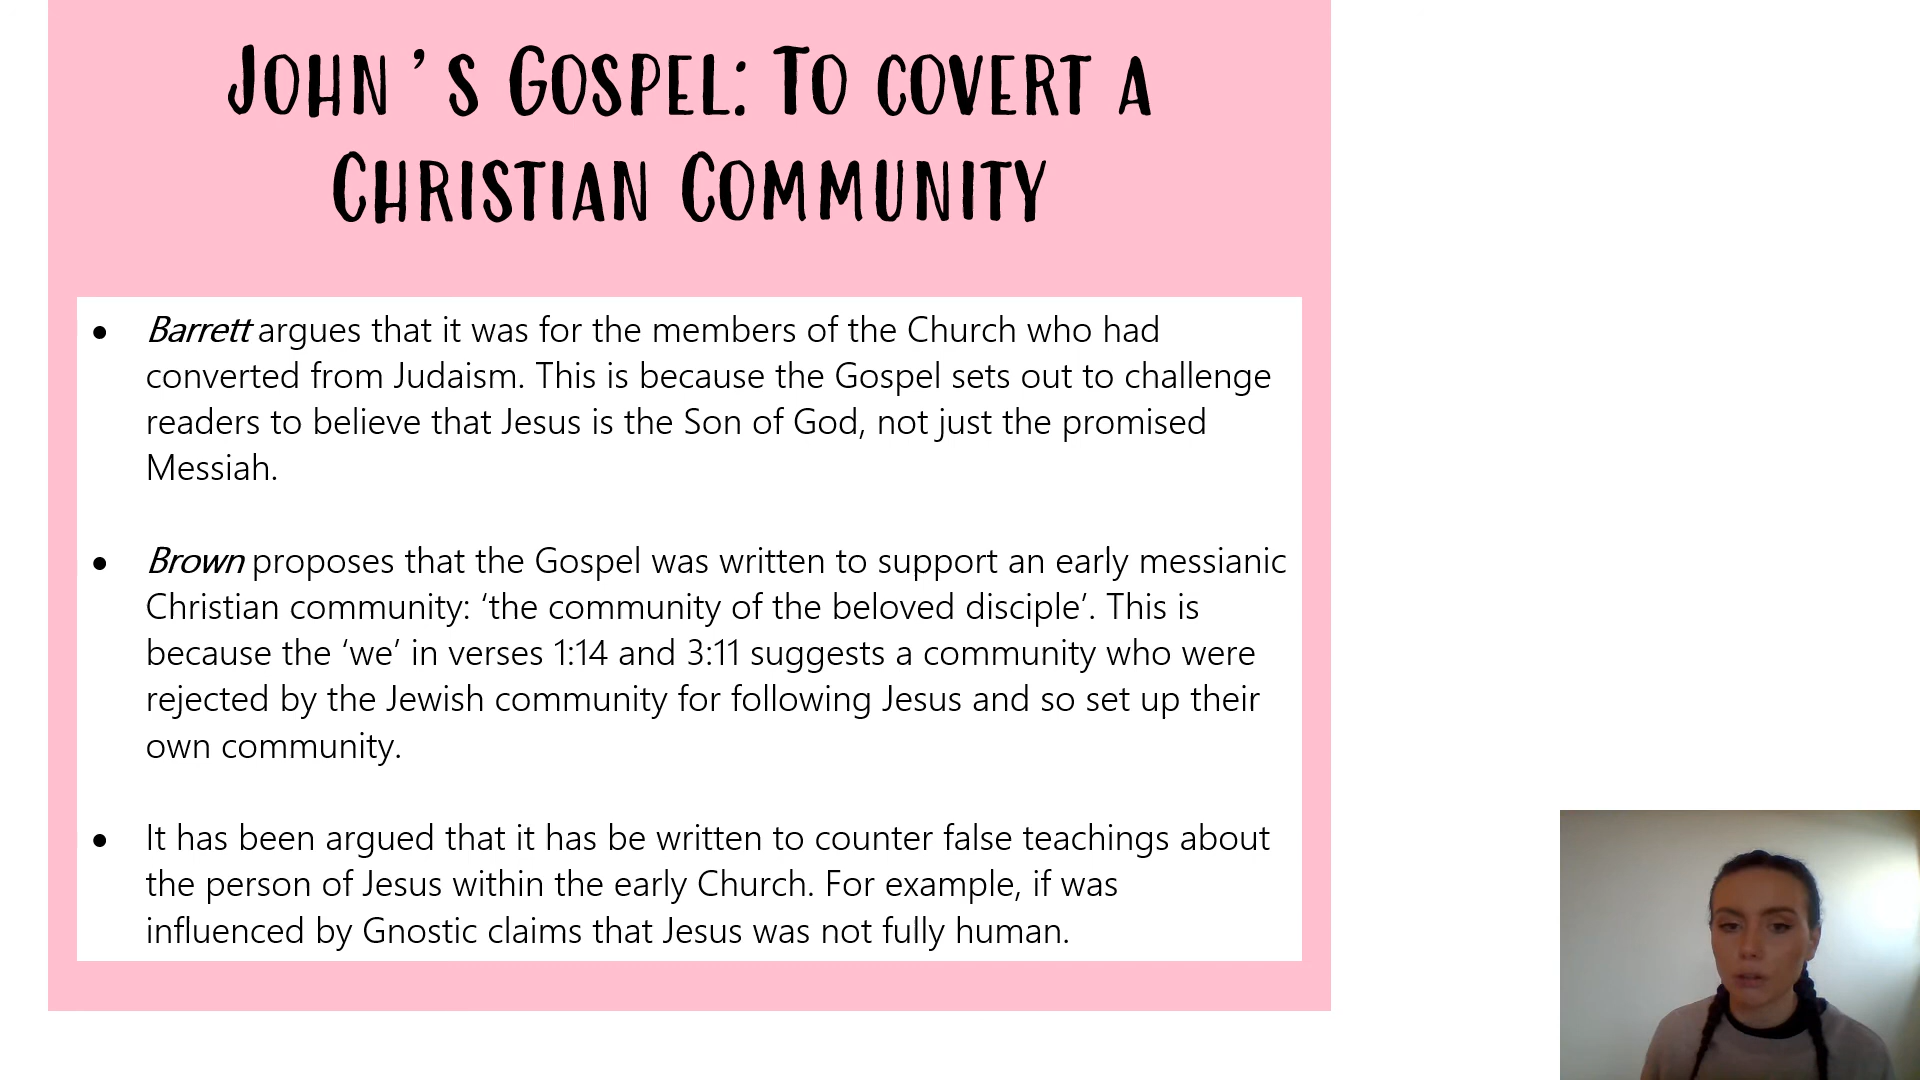 John's Gospel: To covert a
Christian Community
• Barrett argues that it was for the members of the Church who had
converted from Judaism. This is because the Gospel sets out to challenge
readers to believe that Jesus is the Son of God, not just the promised
Messiah.
• Brown proposes that the Gospel was written to support an early messianic
Christian community: ‘the community of the beloved disciple’. This is
because the ‘we’ in verses 1:14 and 3:11 suggests a community who were
rejected by the Jewish community for following Jesus and so set up their
own community.
• It has been argued that it has be written to counter false teachings about
the person of Jesus within the early Church. For example, if was
influenced by Gnostic claims that Jesus was not fully human.